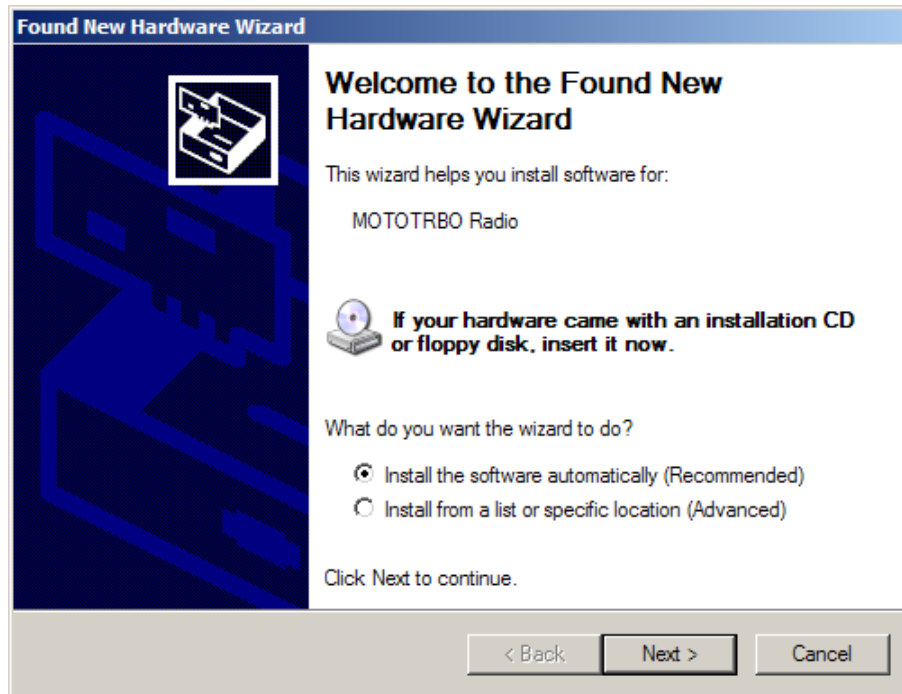 Found New Hardware Wizard
Welcome to the Found New
Hardware Wizard
This wizard helps you install software for:
MOTOTRBO Radio
If your hardware came with an installation CD
or floppy disk, insert it now.
What do you want the wizard to do?
Install the software automatically (Recommended)
Install from a list or specific location (Advanced)
Click Next to continue.
< Back
Next >
Cancel